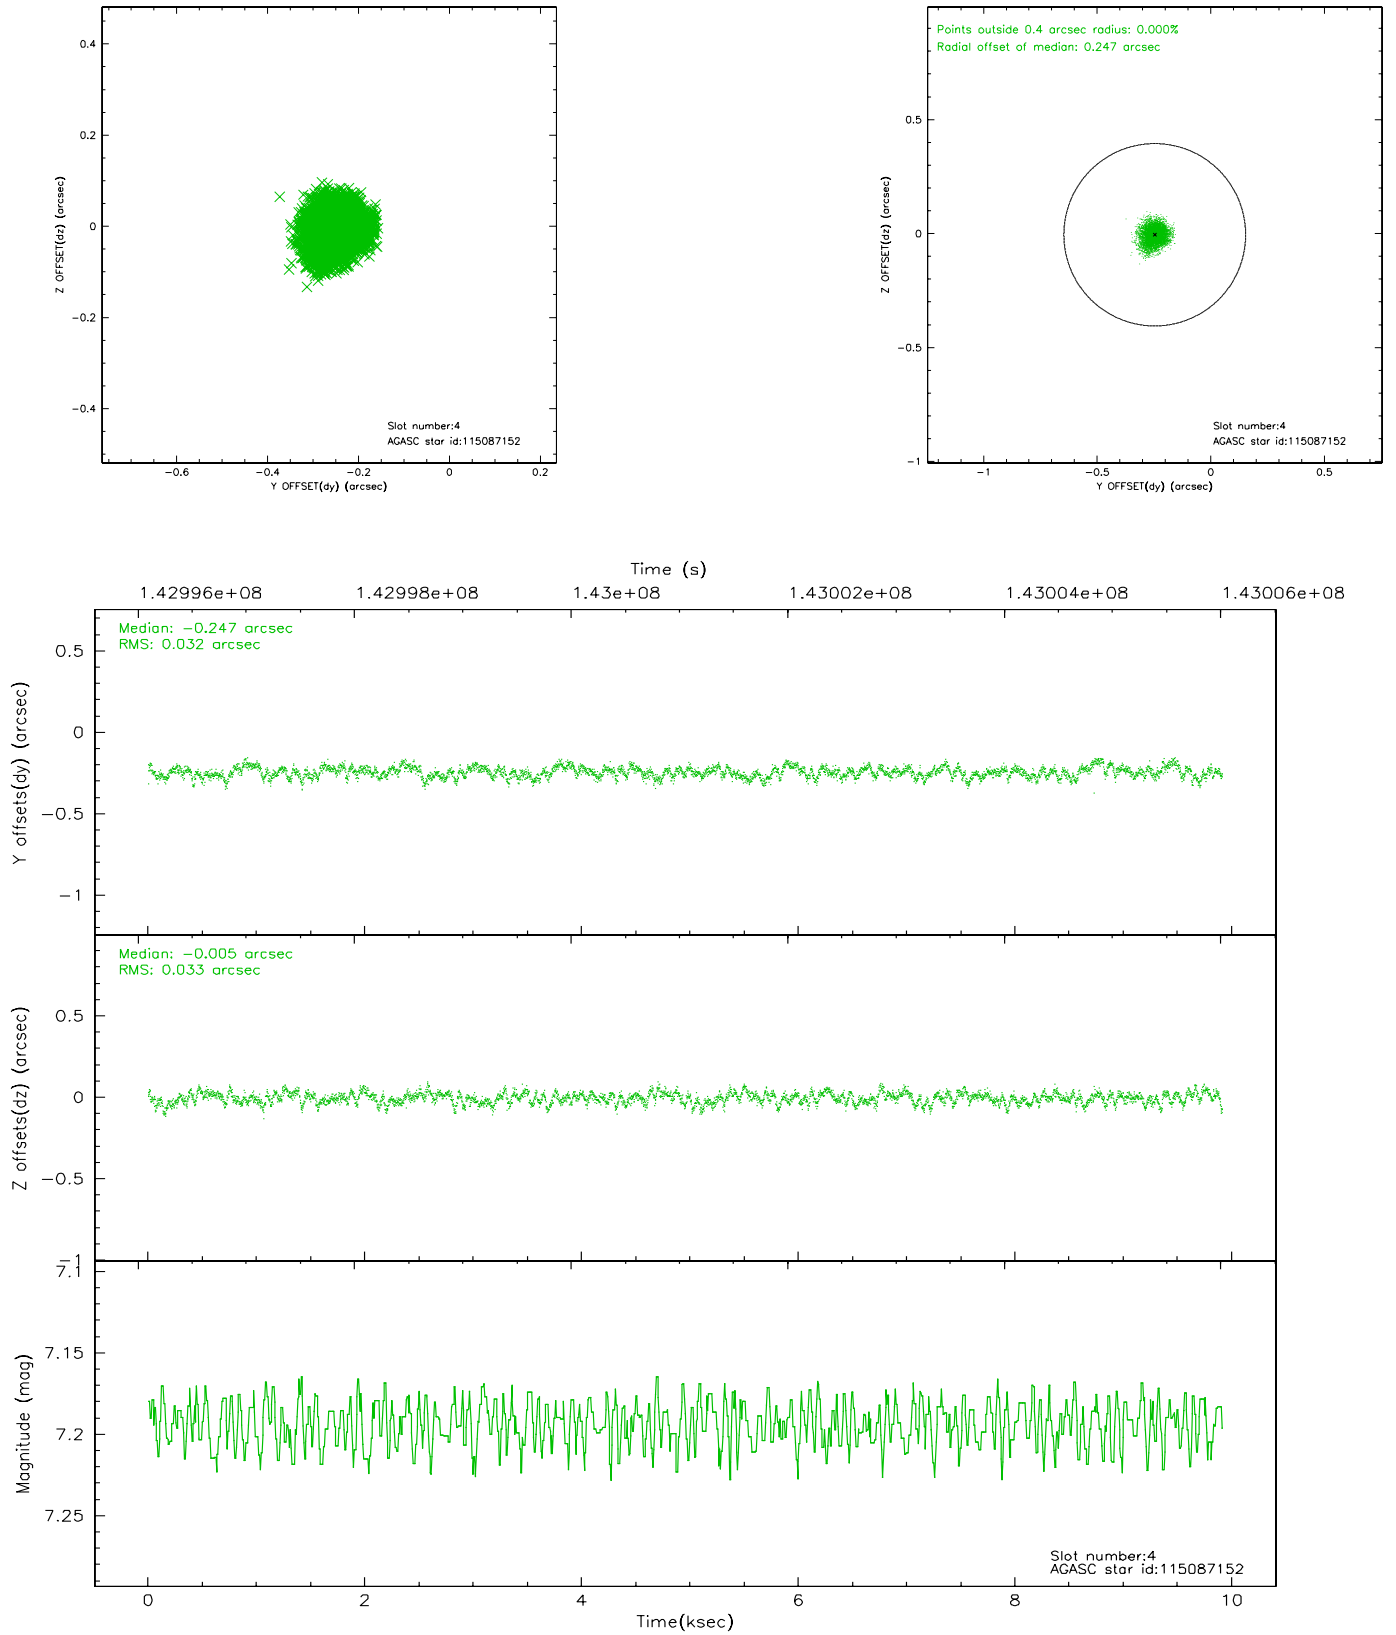 0.4
0.2
0
−0.2
−0.4
Z OFFSET(dz) (arcsec)
Slot number:4
AGASC star id:115087152
−0.6 −0.4 −0.2 0 0.2
Y OFFSET(dy) (arcsec)
Points outside 0.4 arcsec radius: 0.000%
Radial offset of median: 0.247 arcsec
0.5
0
−0.5
−1
Z OFFSET(dz) (arcsec)
Slot number:4
AGASC star id:115087152
−1 −0.5 0 0.5
Y OFFSET(dy) (arcsec)
Time (s)
1.42996e+08 1.42998e+08 1.43e+08 1.43002e+08 1.43004e+08 1.43006e+08
Median: −0.247 arcsec
RMS: 0.032 arcsec
0.5
0
−0.5
−1
Y offsets(dy) (arcsec)
Median: −0.005 arcsec
RMS: 0.033 arcsec
0.5
0
−0.5
−1
Z offsets(dz) (arcsec)
7.1
7.15
7.2
7.25
Magnitude (mag)
Slot number:4
AGASC star id:115087152
0 2 4 6 8 10
Time(ksec)